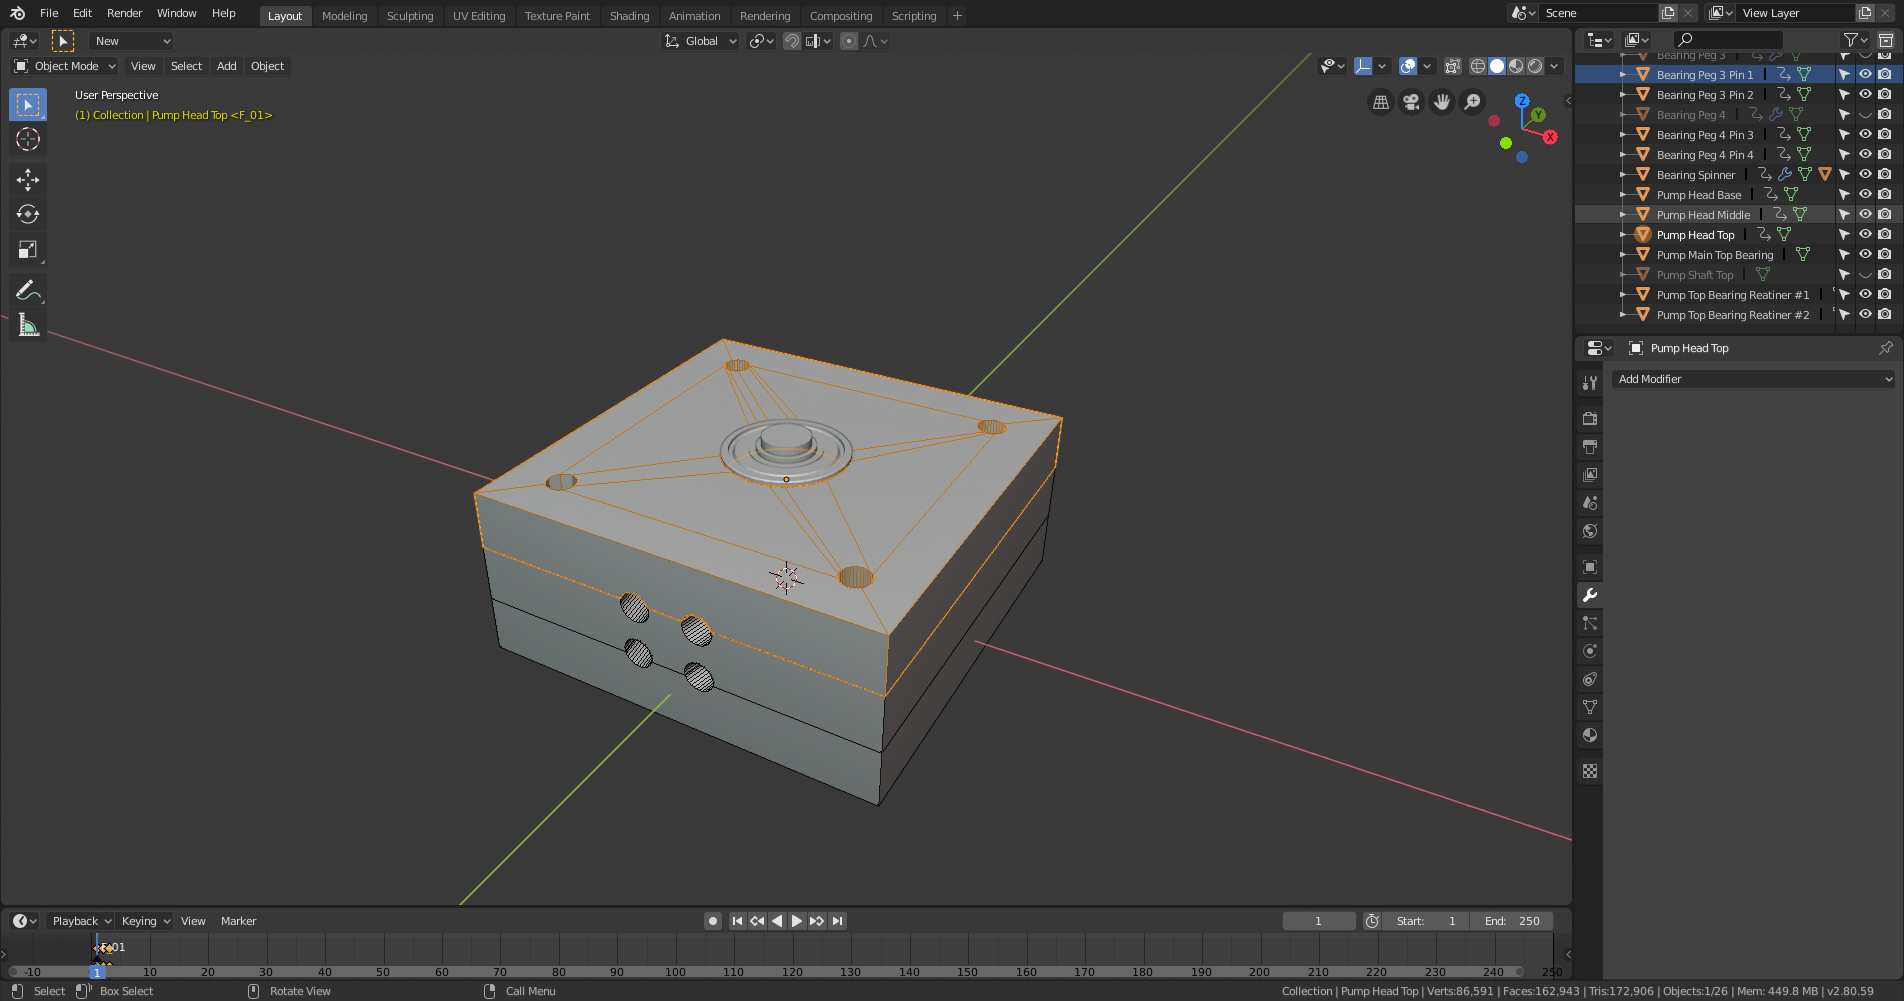 File Edit Render Window Help
Layout Modeling Sculpting UV Editing Texture Paint Shading Animation Rendering Compositing Scripting +
Scene
View Layer
New
Global
Object Mode View Select Add Object
User Perspective
(1) Collection | Pump Head Top <F_01>
Z
Y
X
Bearing Peg 3
Bearing Peg 3 Pin 1
Bearing Peg 3 Pin 2
Bearing Peg 4
Bearing Peg 4 Pin 3
Bearing Peg 4 Pin 4
Bearing Spinner
Pump Head Base
Pump Head Middle
Pump Head Top
Pump Main Top Bearing
Pump Shaft Top
Pump Top Bearing Reatiner #1
Pump Top Bearing Reatiner #2
Pump Head Top
Add Modifier
Playback Keying View Marker
1
Start: 1
End: 250
F_01
-10 1 10 20 30 40 50 60 70 80 90 100 110 120 130 140 150 160 170 180 190 200 210 220 230 240 250
Select Box Select Rotate View Call Menu
Collection | Pump Head Top | Verts:86,591 | Faces:162,943 | Tris:172,906 | Objects:1/26 | Mem: 449.8 MB | v2.80.59